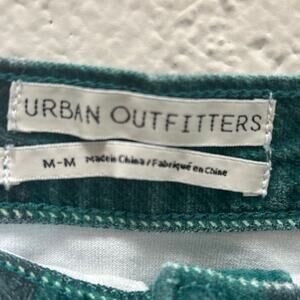 URBAN OUTFITTERS
M-M Made in China / Fabriqué en Chine